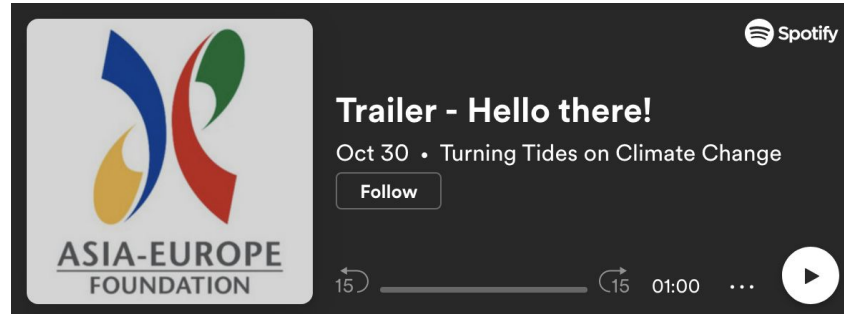 Spotify
Trailer - Hello there!
Oct 30 • Turning Tides on Climate Change
Follow
ASIA-EUROPE
FOUNDATION
15
15
01:00